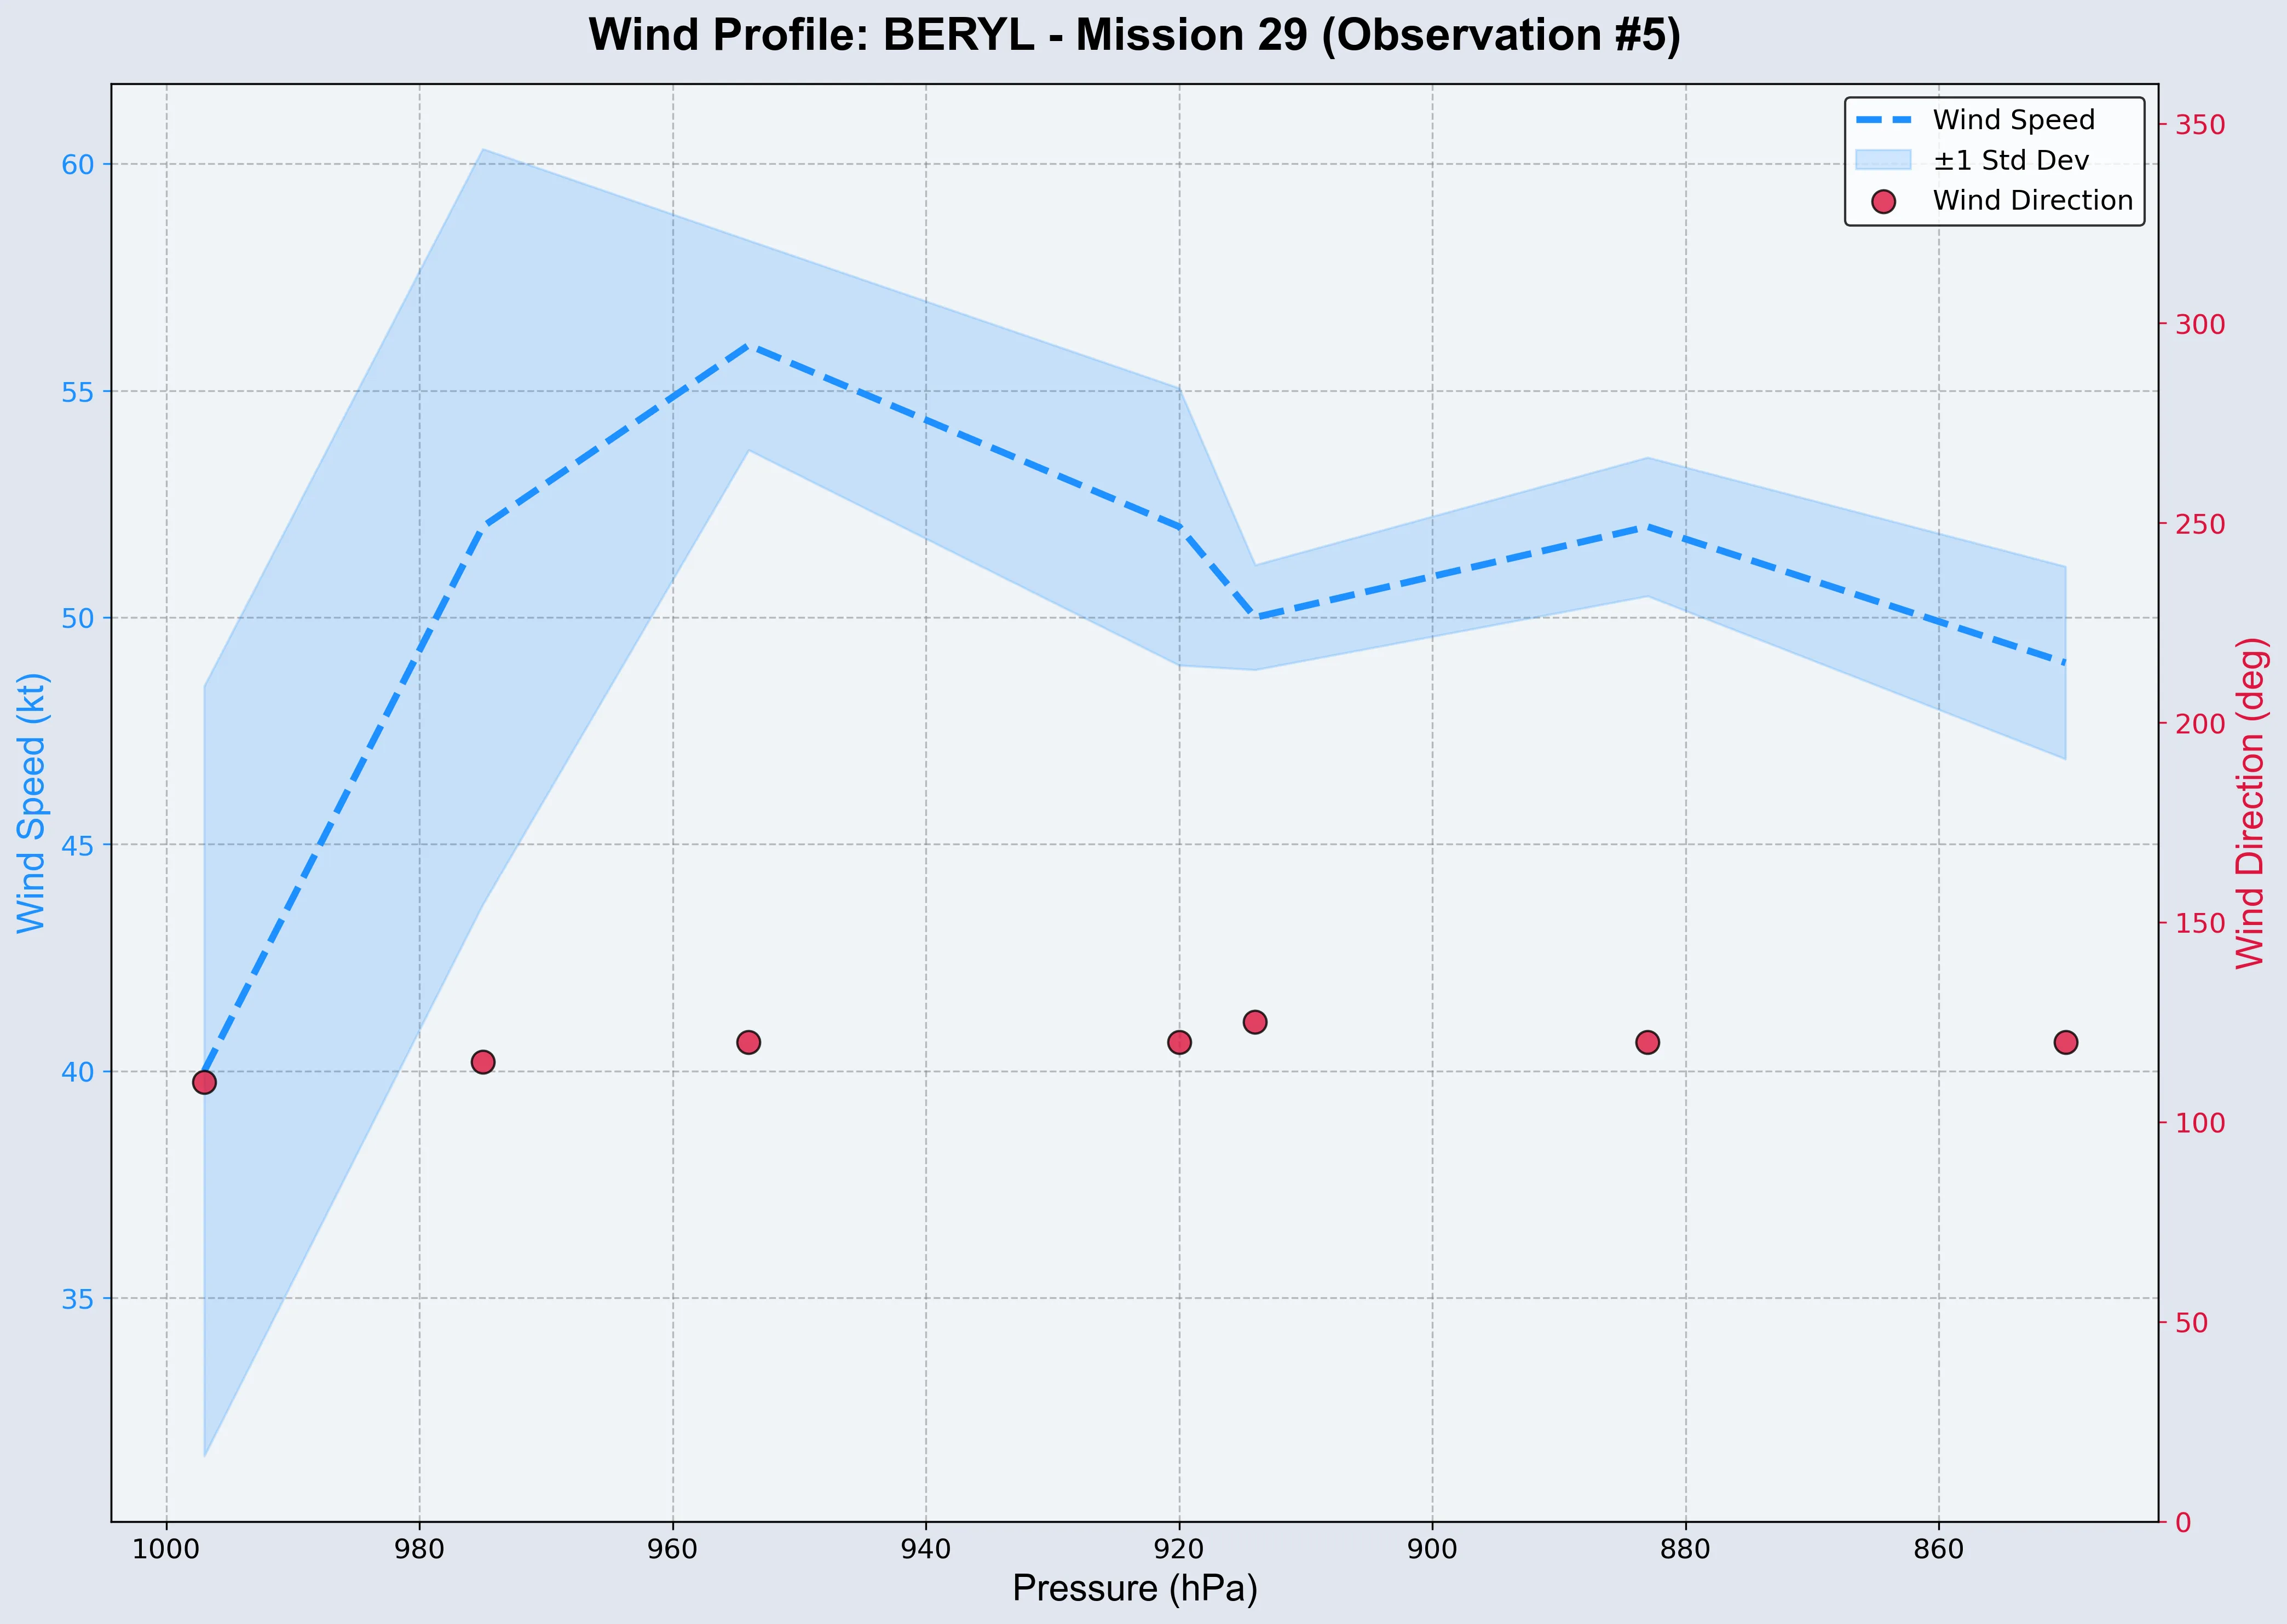 Wind Profile: BERYL - Mission 29 (Observation #5)
Wind Speed
±1 Std Dev
Wind Direction
60
55
50
45
40
35
Wind Speed (kt)
350
300
250
200
150
100
50
0
Wind Direction (deg)
1000 980 960 940 920 900 880 860
Pressure (hPa)